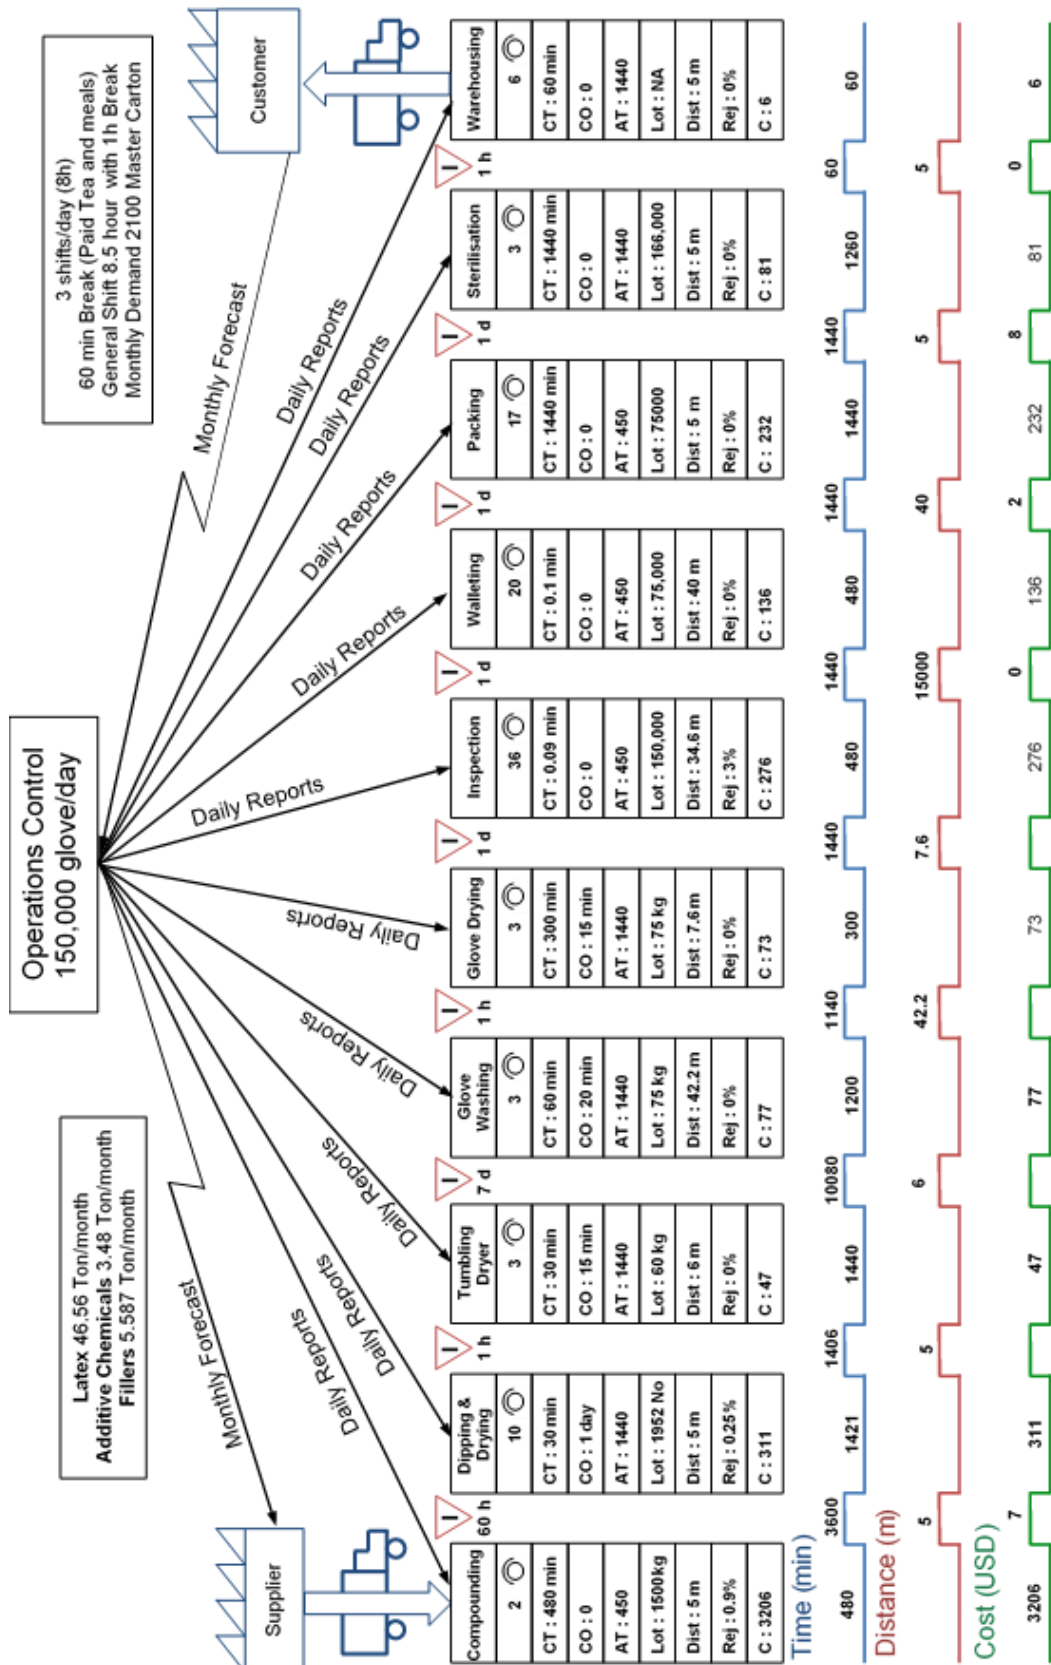 Operations Control
150,000 glove/day
Latex 46.56 Ton/month
Additive Chemicals 3.48 Ton/month
Fillers 5.587 Ton/month
3 shifts/day (8h)
60 min Break (Paid Tea and meals)
General Shift 8.5 hour with 1h Break
Monthly Demand 2100 Master Carton
Supplier
Customer
Monthly Forecast
Monthly Forecast
Daily Reports
Daily Reports
Daily Reports
Daily Reports
Daily Reports
Daily Reports
Daily Reports
Daily Reports
Daily Reports
Daily Reports
Compounding
2
CT : 480 min
CO : 0
AT : 450
Lot : 1500kg
Dist : 5 m
Rej : 0.9%
C : 3206
I
60 h
Dipping &
Drying
10
CT : 30 min
CO : 1 day
AT : 1440
Lot : 1952 No
Dist : 5 m
Rej : 0.25%
C : 311
I
1 h
Tumbling
Dryer
3
CT : 30 min
CO : 15 min
AT : 1440
Lot : 60 kg
Dist : 6 m
Rej : 0%
C : 47
I
7 d
Glove
Washing
3
CT : 60 min
CO : 20 min
AT : 1440
Lot : 75 kg
Dist : 42.2 m
Rej : 0%
C : 77
I
1 h
Glove Drying
3
CT : 300 min
CO : 15 min
AT : 1440
Lot : 75 kg
Dist : 7.6 m
Rej : 0%
C : 73
I
1 d
Inspection
36
CT : 0.09 min
CO : 0
AT : 450
Lot : 150,000
Dist : 34.6 m
Rej : 3%
C : 276
I
1 d
Walleting
20
CT : 0.1 min
CO : 0
AT : 450
Lot : 75,000
Dist : 40 m
Rej : 0%
C : 136
I
1 d
Packing
17
CT : 1440 min
CO : 0
AT : 450
Lot : 75000
Dist : 5 m
Rej : 0%
C : 232
I
1 d
Sterilisation
3
CT : 1440 min
CO : 0
AT : 1440
Lot : 166,000
Dist : 5 m
Rej : 0%
C : 81
I
1 h
Warehousing
6
CT : 60 min
CO : 0
AT : 1440
Lot : NA
Dist : 5 m
Rej : 0%
C : 6
Time (min)
480 3600 1421 1406 1440 10080 1200 1140 300 1440 480 1440 480 1440 1440 1440 1260 60 60
Distance (m)
5 5 6 42.2 7.6 15000 40 5 5
Cost (USD)
3206 7 311 47 77 73 276 0 136 2 232 8 81 0 6